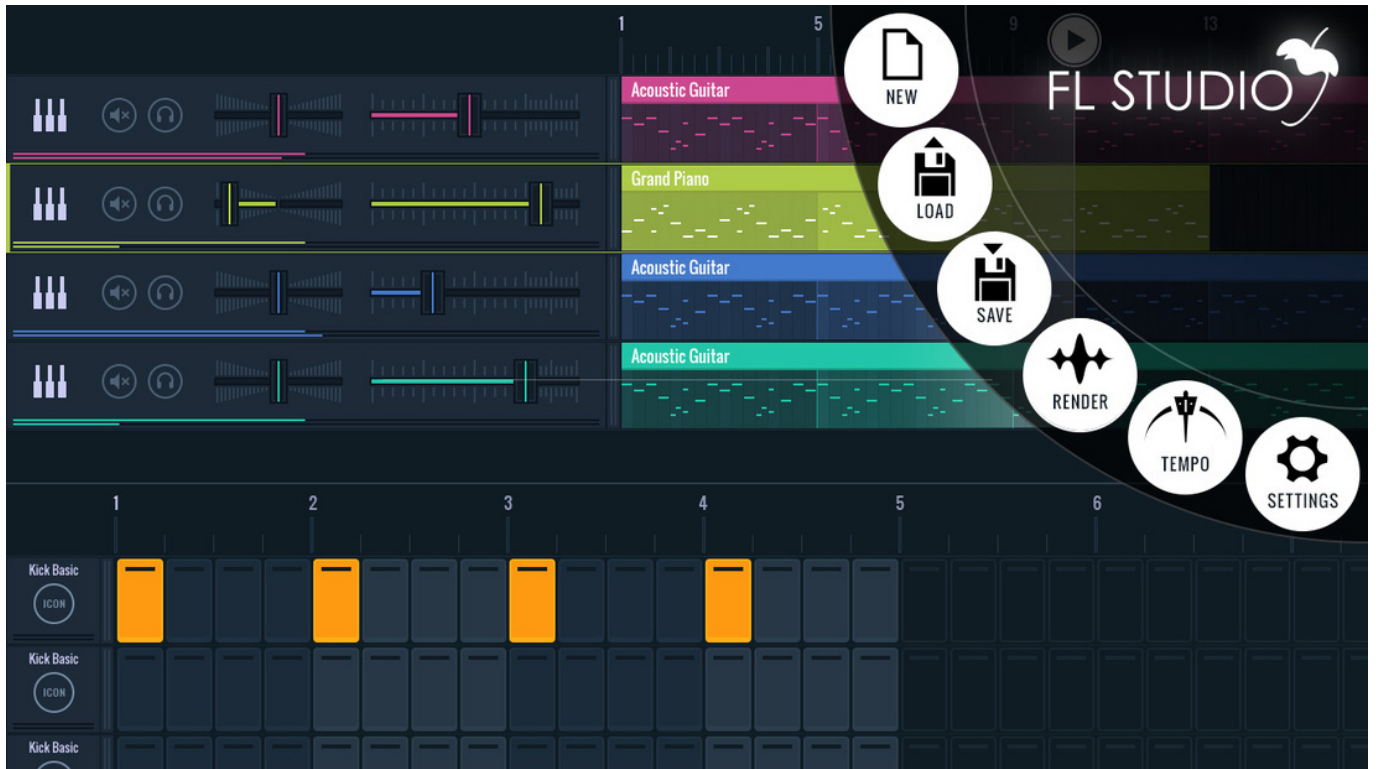 1 5 9 13
NEW
FL STUDIO
Acoustic Guitar
LOAD
Grand Piano
SAVE
Acoustic Guitar
RENDER
Acoustic Guitar
TEMPO
SETTINGS
1 2 3 4 5 6
Kick Basic
ICON
Kick Basic
ICON
Kick Basic